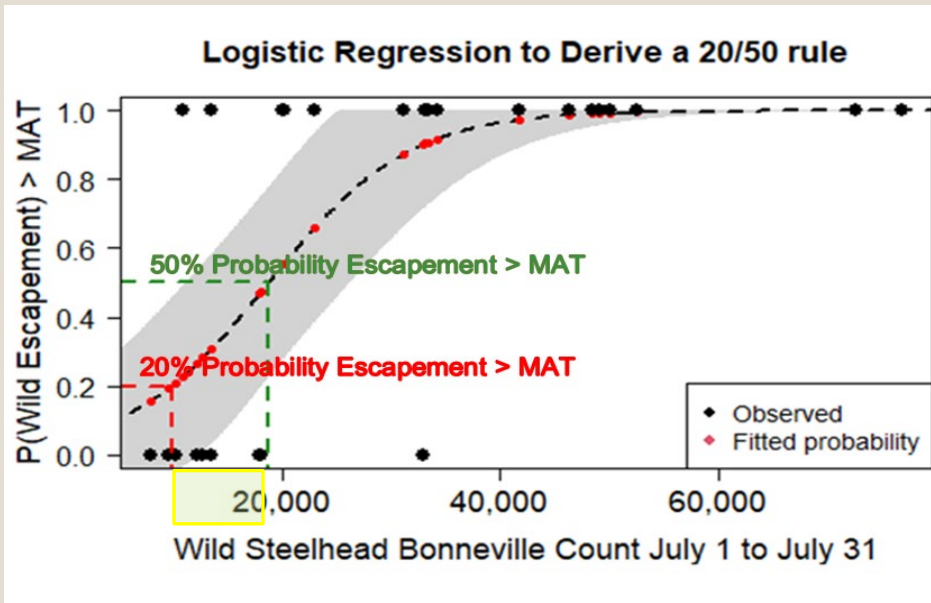 Logistic Regression to Derive a 20/50 rule
P(Wild Escapement) > MAT
1.0
0.8
0.6
50% Probability Escapement > MAT
0.4
20% Probability Escapement > MAT
0.2
Observed
Fitted probability
0.0
20,000 40,000 60,000
Wild Steelhead Bonneville Count July 1 to July 31